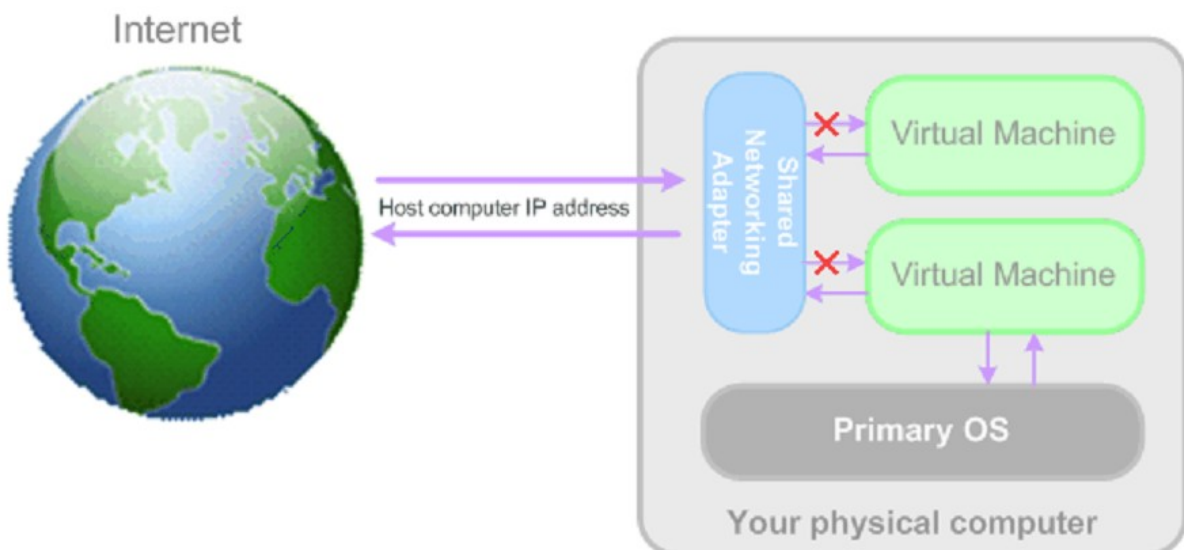 Internet
Host computer IP address
Shared
Networking
Adapter
Virtual Machine
Virtual Machine
Primary OS
Your physical computer